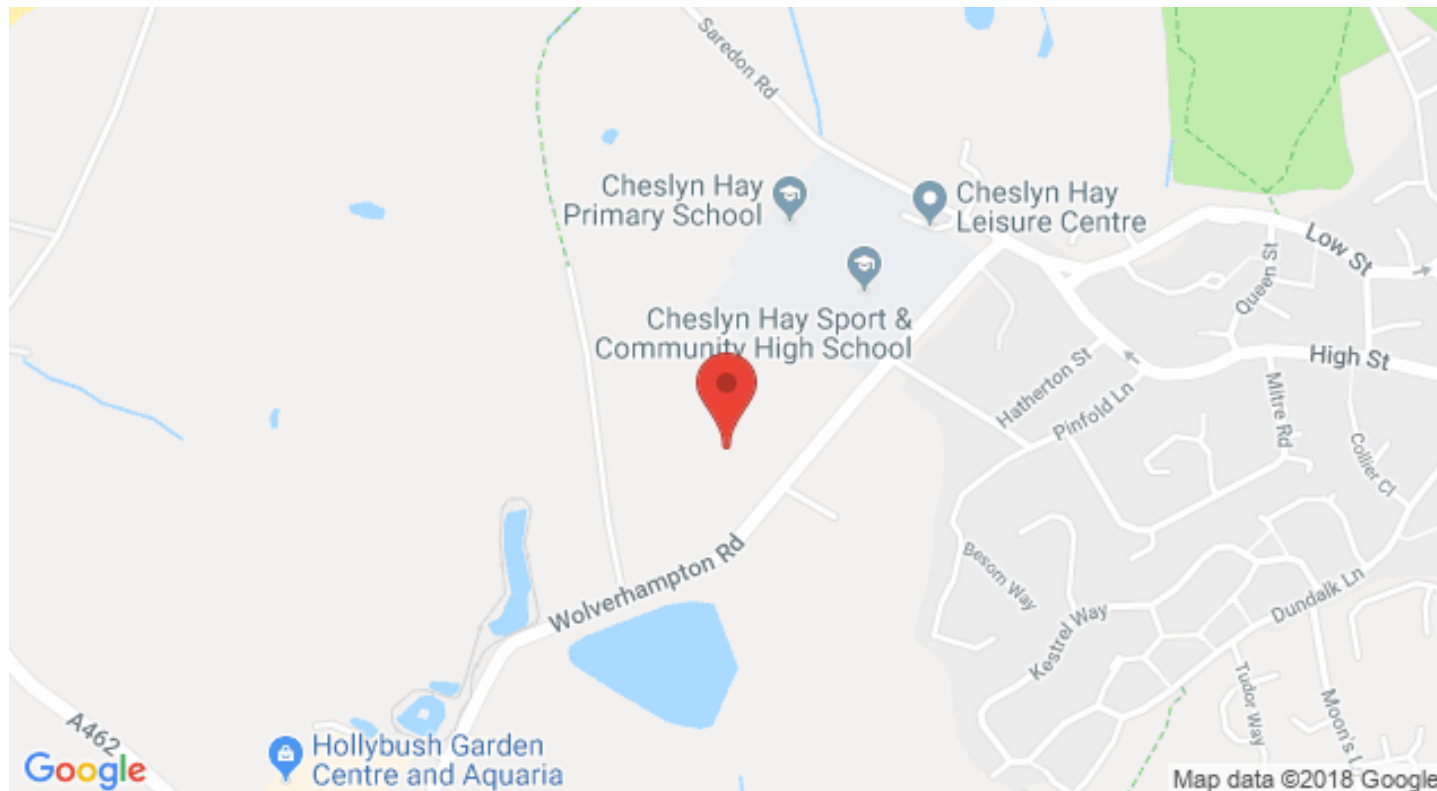 Saredon Rd
Cheslyn Hay
Primary School
Cheslyn Hay
Leisure Centre
Low St
Queen St
Cheslyn Hay Sport &
Community High School
High St
Hatherton St
Pinfold Ln
Mitre Rd
Collier Cl
Wolverhampton Rd
Besom Way
Kestrel Way
Dundalk Ln
Tudor Way
Moon's L
A462
Hollybush Garden
Centre and Aquaria
Google
Map data ©2018 Google